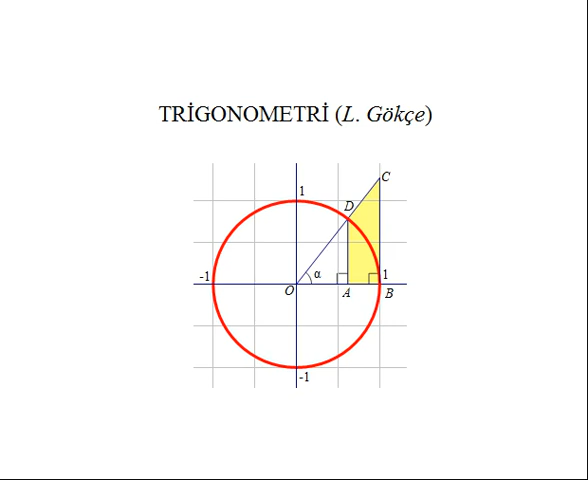 TRİGONOMETRİ (L. Gökçe)
C
1
D
-1
α
1
O
A
B
-1